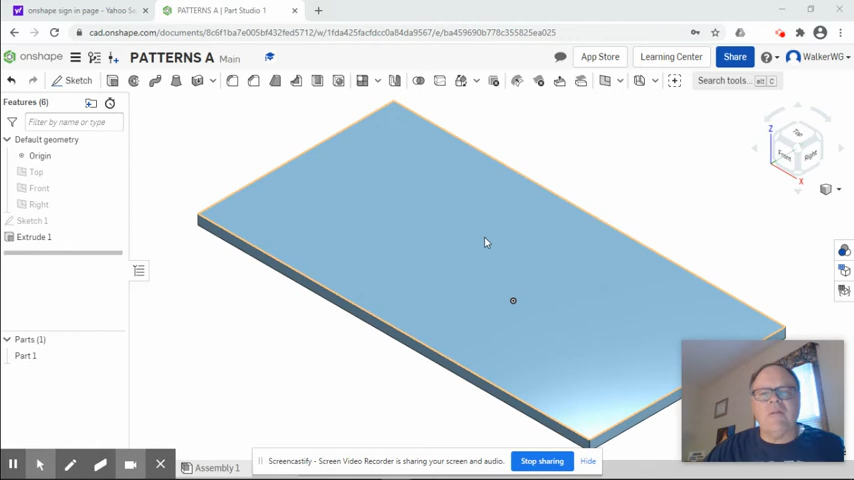 onshape sign in page - Yahoo Se
PATTERNS A | Part Studio 1
cad.onshape.com/documents/8c6f1ba7e005bf432fed5712/w/1acca74fdcc0a84da9567/e/ba459690b778c355825ea025
onshape
PATTERNS A Main
App Store
Learning Center
Share
WalkerWG
Sketch
Search tools...
alt C
Features (6)
Filter by name or type
Default geometry
Origin
Top
Front
Right
Sketch 1
Extrude 1
Parts (1)
Part 1
Z
Top
Front
Right
X
Assembly 1
Screencastify - Screen Video Recorder is sharing your screen and audio.
Stop sharing
Hide